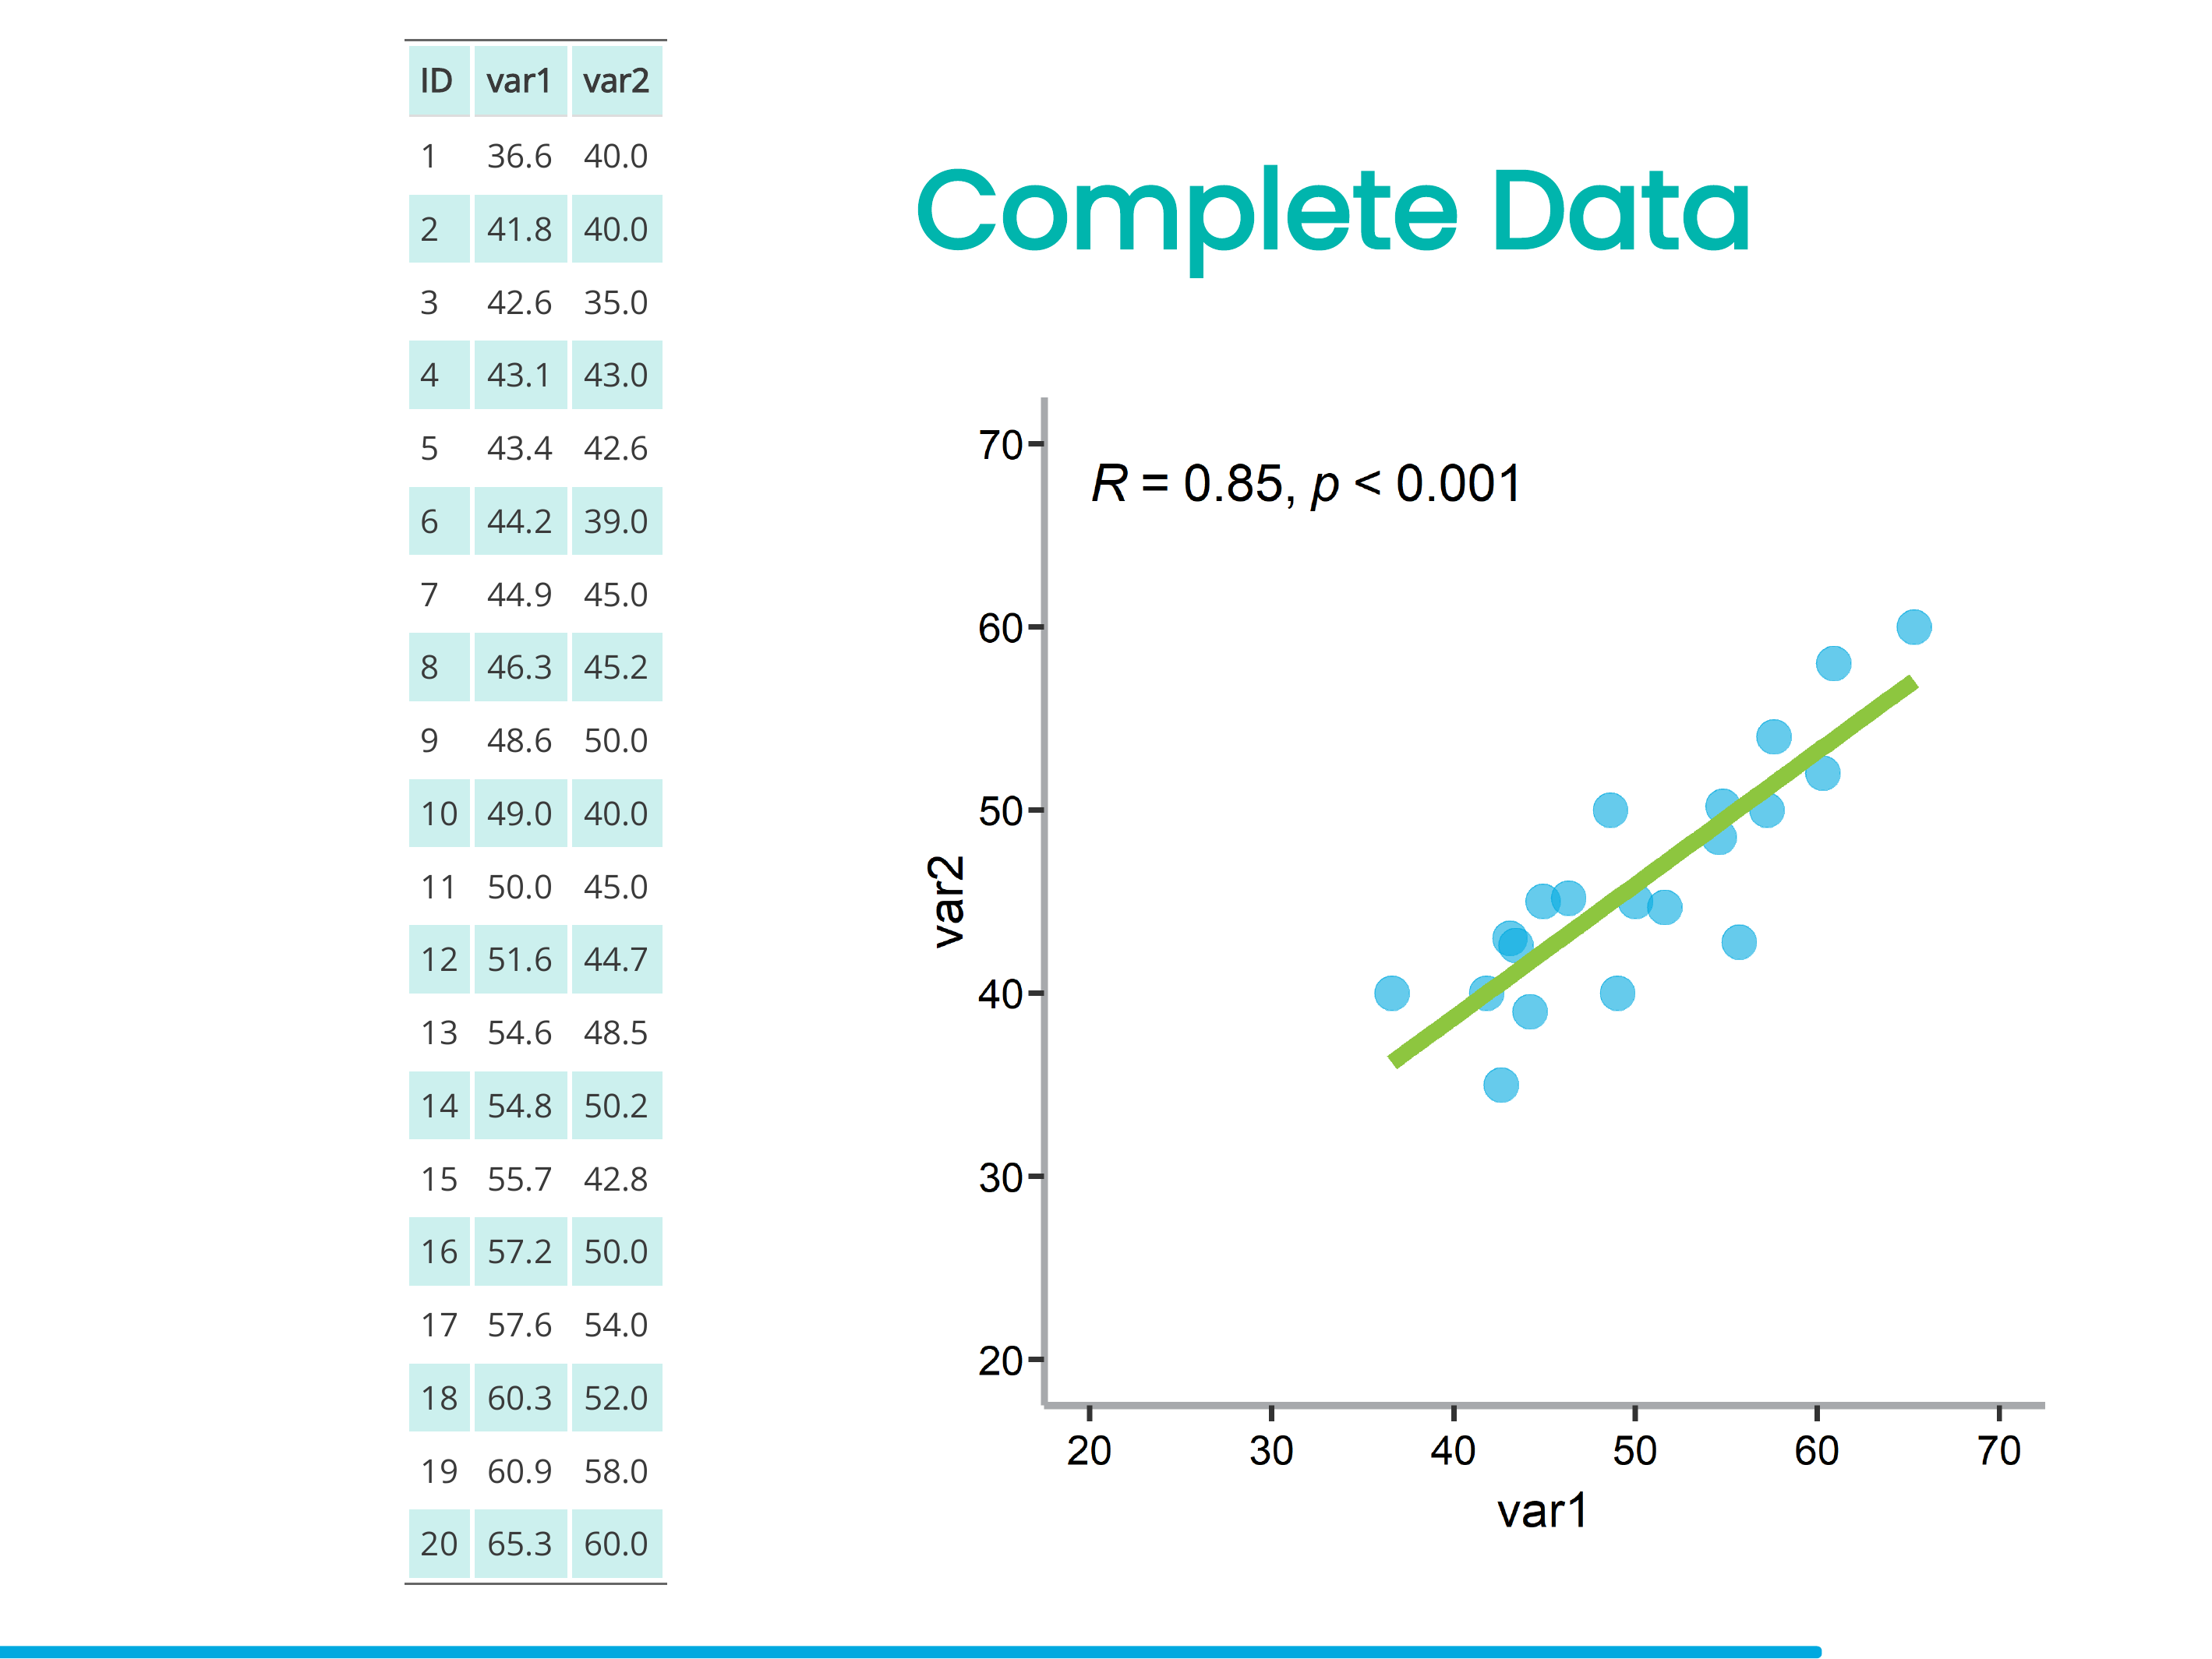 ID var1 var2
1 36.6 40.0
2 41.8 40.0
3 42.6 35.0
4 43.1 43.0
5 43.4 42.6
6 44.2 39.0
7 44.9 45.0
8 46.3 45.2
9 48.6 50.0
10 49.0 40.0
11 50.0 45.0
12 51.6 44.7
13 54.6 48.5
14 54.8 50.2
15 55.7 42.8
16 57.2 50.0
17 57.6 54.0
18 60.3 52.0
19 60.9 58.0
20 65.3 60.0
Complete Data
R = 0.85, p < 0.001
70
60
50
40
30
20
var2
20 30 40 50 60 70
var1